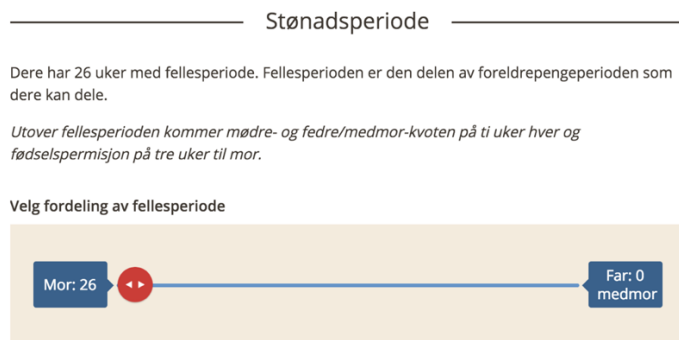 Stønadsperiode
Dere har 26 uker med fellesperiode. Fellesperioden er den delen av foreldrepengeperioden som
dere kan dele.
Utover fellesperioden kommer mødre- og fedre/medmor-kvoten på ti uker hver og
fødselspermisjon på tre uker til mor.
Velg fordeling av fellesperiode
Mor: 26
Far: 0
medmor